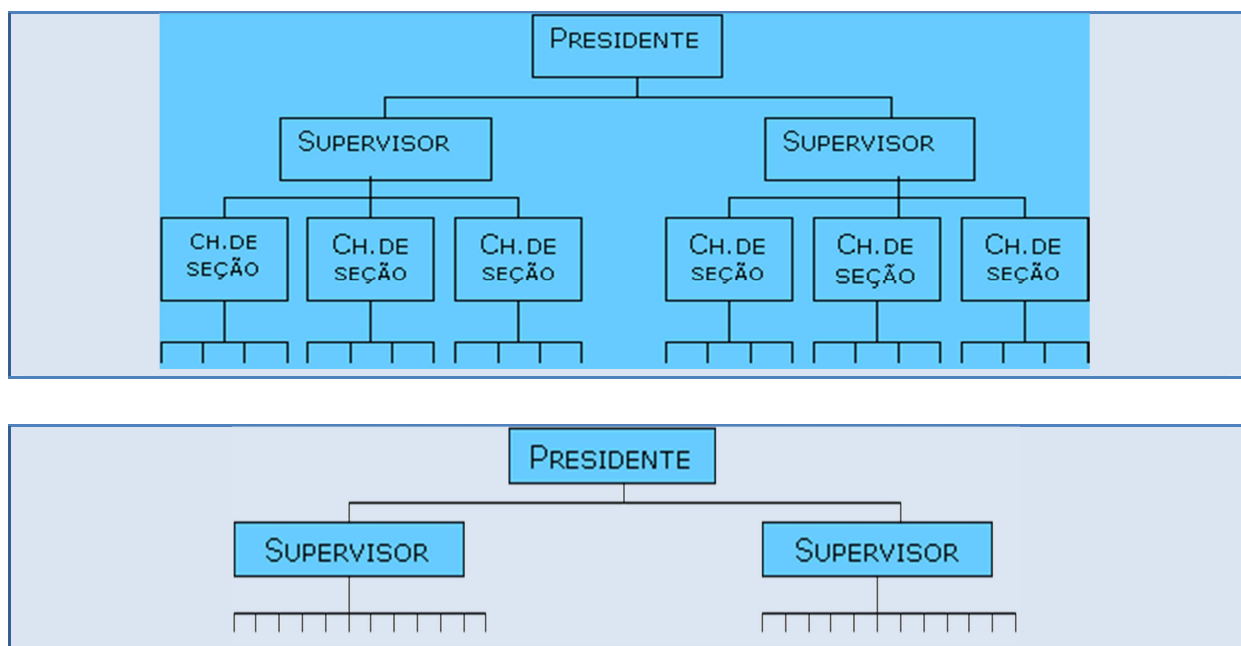 PRESIDENTE
SUPERVISOR SUPERVISOR
CH.DE SEÇÃO CH.DE SEÇÃO CH.DE SEÇÃO CH.DE SEÇÃO CH.DE SEÇÃO CH.DE SEÇÃO
PRESIDENTE
SUPERVISOR SUPERVISOR